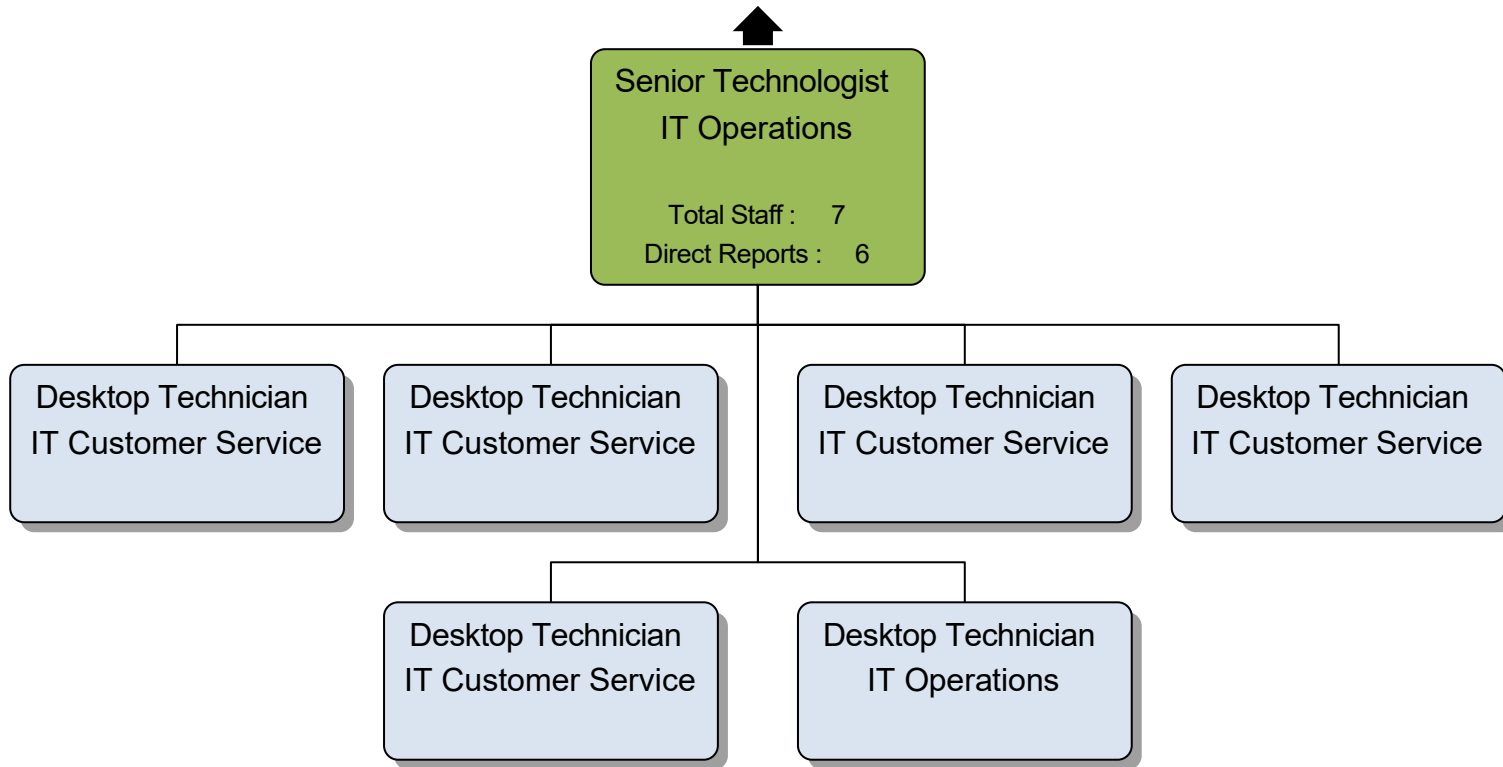 Senior Technologist
IT Operations
Total Staff : 7
Direct Reports : 6
Desktop Technician
IT Customer Service
Desktop Technician
IT Customer Service
Desktop Technician
IT Customer Service
Desktop Technician
IT Customer Service
Desktop Technician
IT Customer Service
Desktop Technician
IT Operations